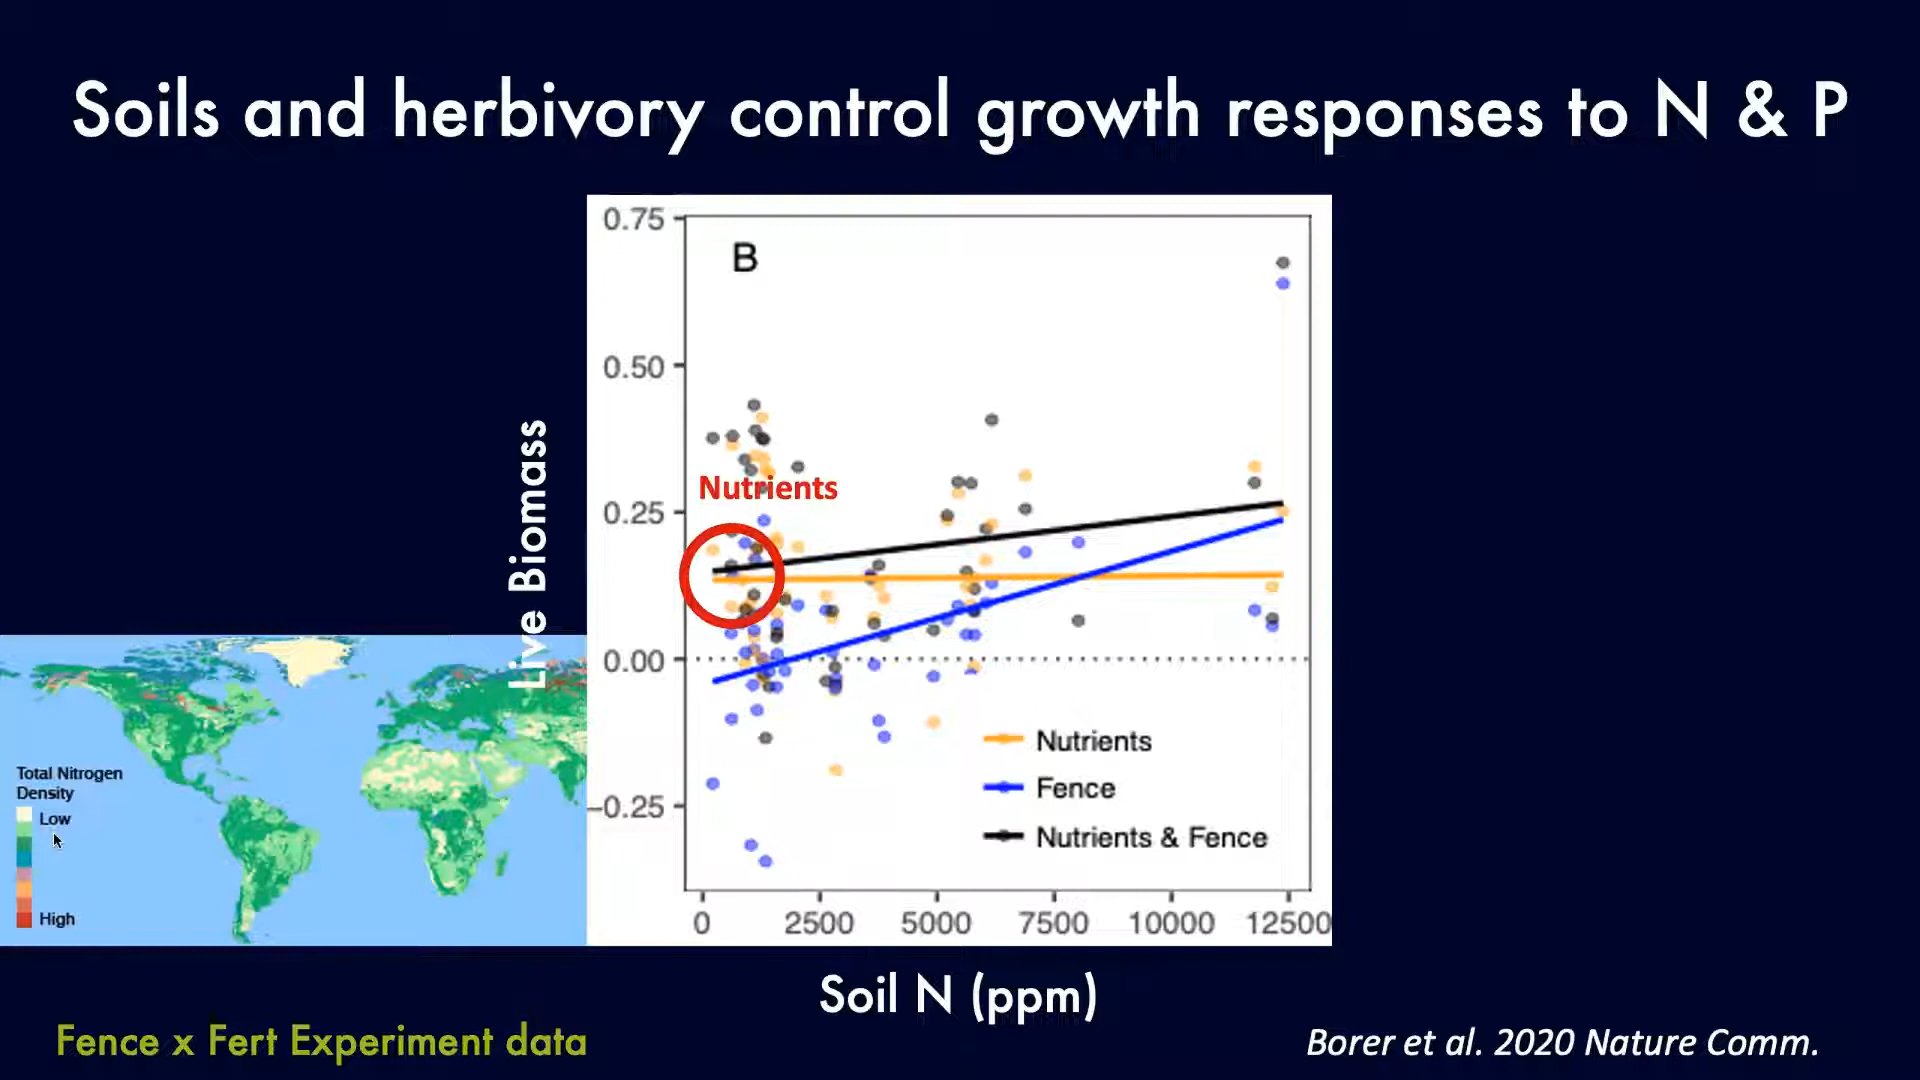 Soils and herbivory control growth responses to N & P
0.75
B
0.50
Nutrients
0.25
Live Biomass
0.00
Nutrients
Fence
-0.25
Nutrients & Fence
0
2500
5000
7500
10000
12500
Total Nitrogen
Density
Low
High
Soil N (ppm)
Fence x Fert Experiment data
Borer et al. 2020 Nature Comm.